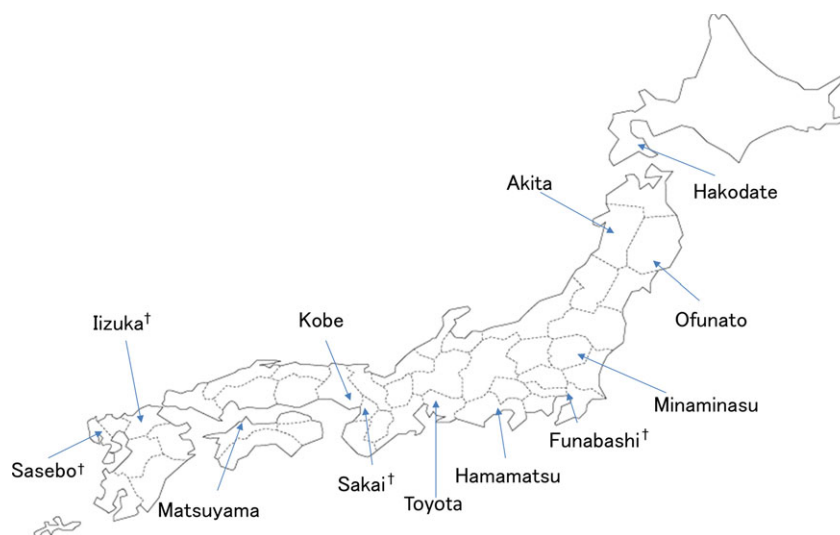 Akita
Hakodate
Ofunato
Iizuka†
Kobe
Minaminasu
Funabashi†
Sasebo†
Hamamatsu
Sakai†
Toyota
Matsuyama